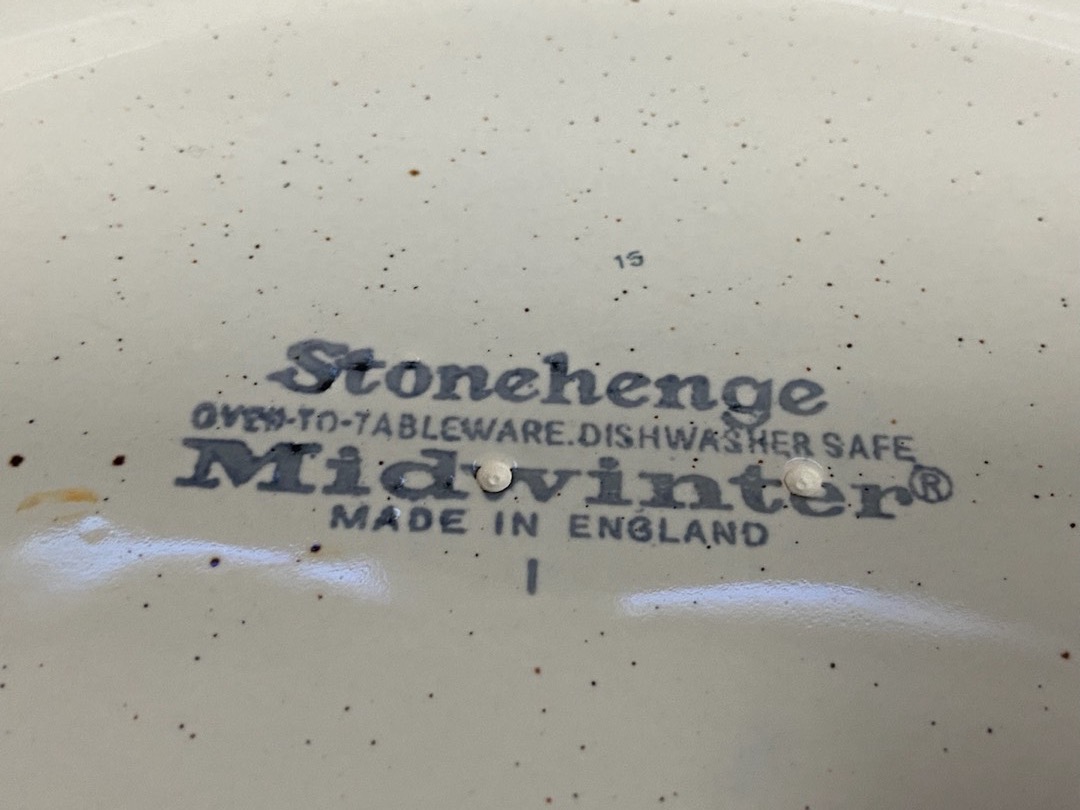 15
Stonehenge
OVEN-TO-TABLEWARE.DISHWASHER SAFE
Midwinter®
MADE IN ENGLAND
I